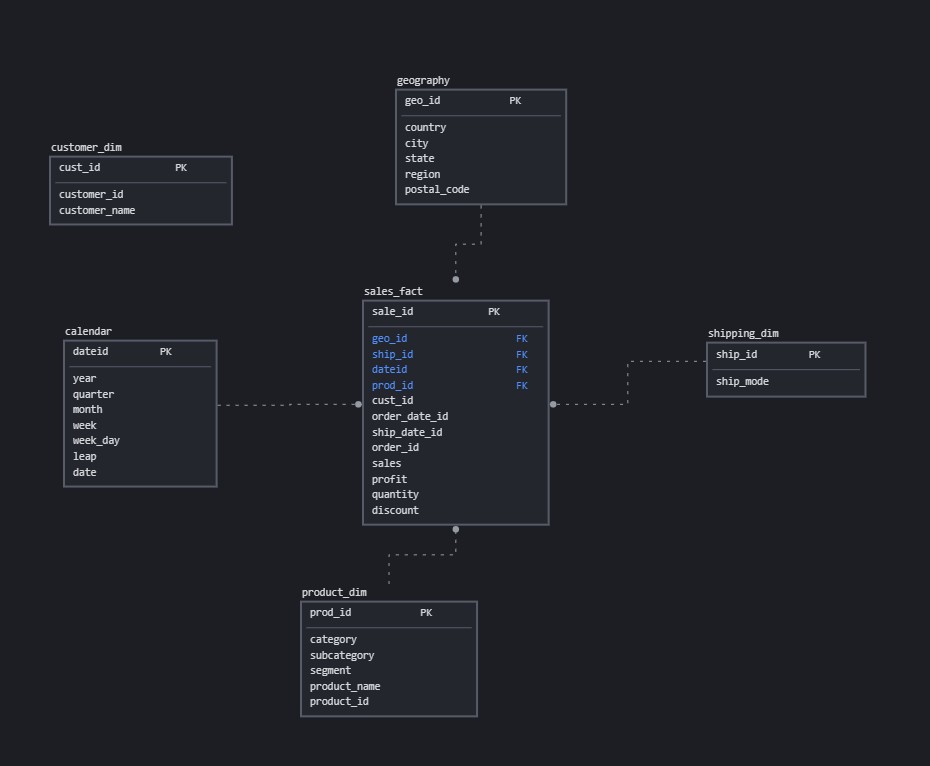 geography
geo_id PK
country
city
state
region
postal_code
customer_dim
cust_id PK
customer_id
customer_name
sales_fact
sale_id PK
geo_id FK
ship_id FK
dateid FK
prod_id FK
cust_id
order_date_id
ship_date_id
order_id
sales
profit
quantity
discount
calendar
dateid PK
year
quarter
month
week
week_day
leap
date
shipping_dim
ship_id PK
ship_mode
product_dim
prod_id PK
category
subcategory
segment
product_name
product_id